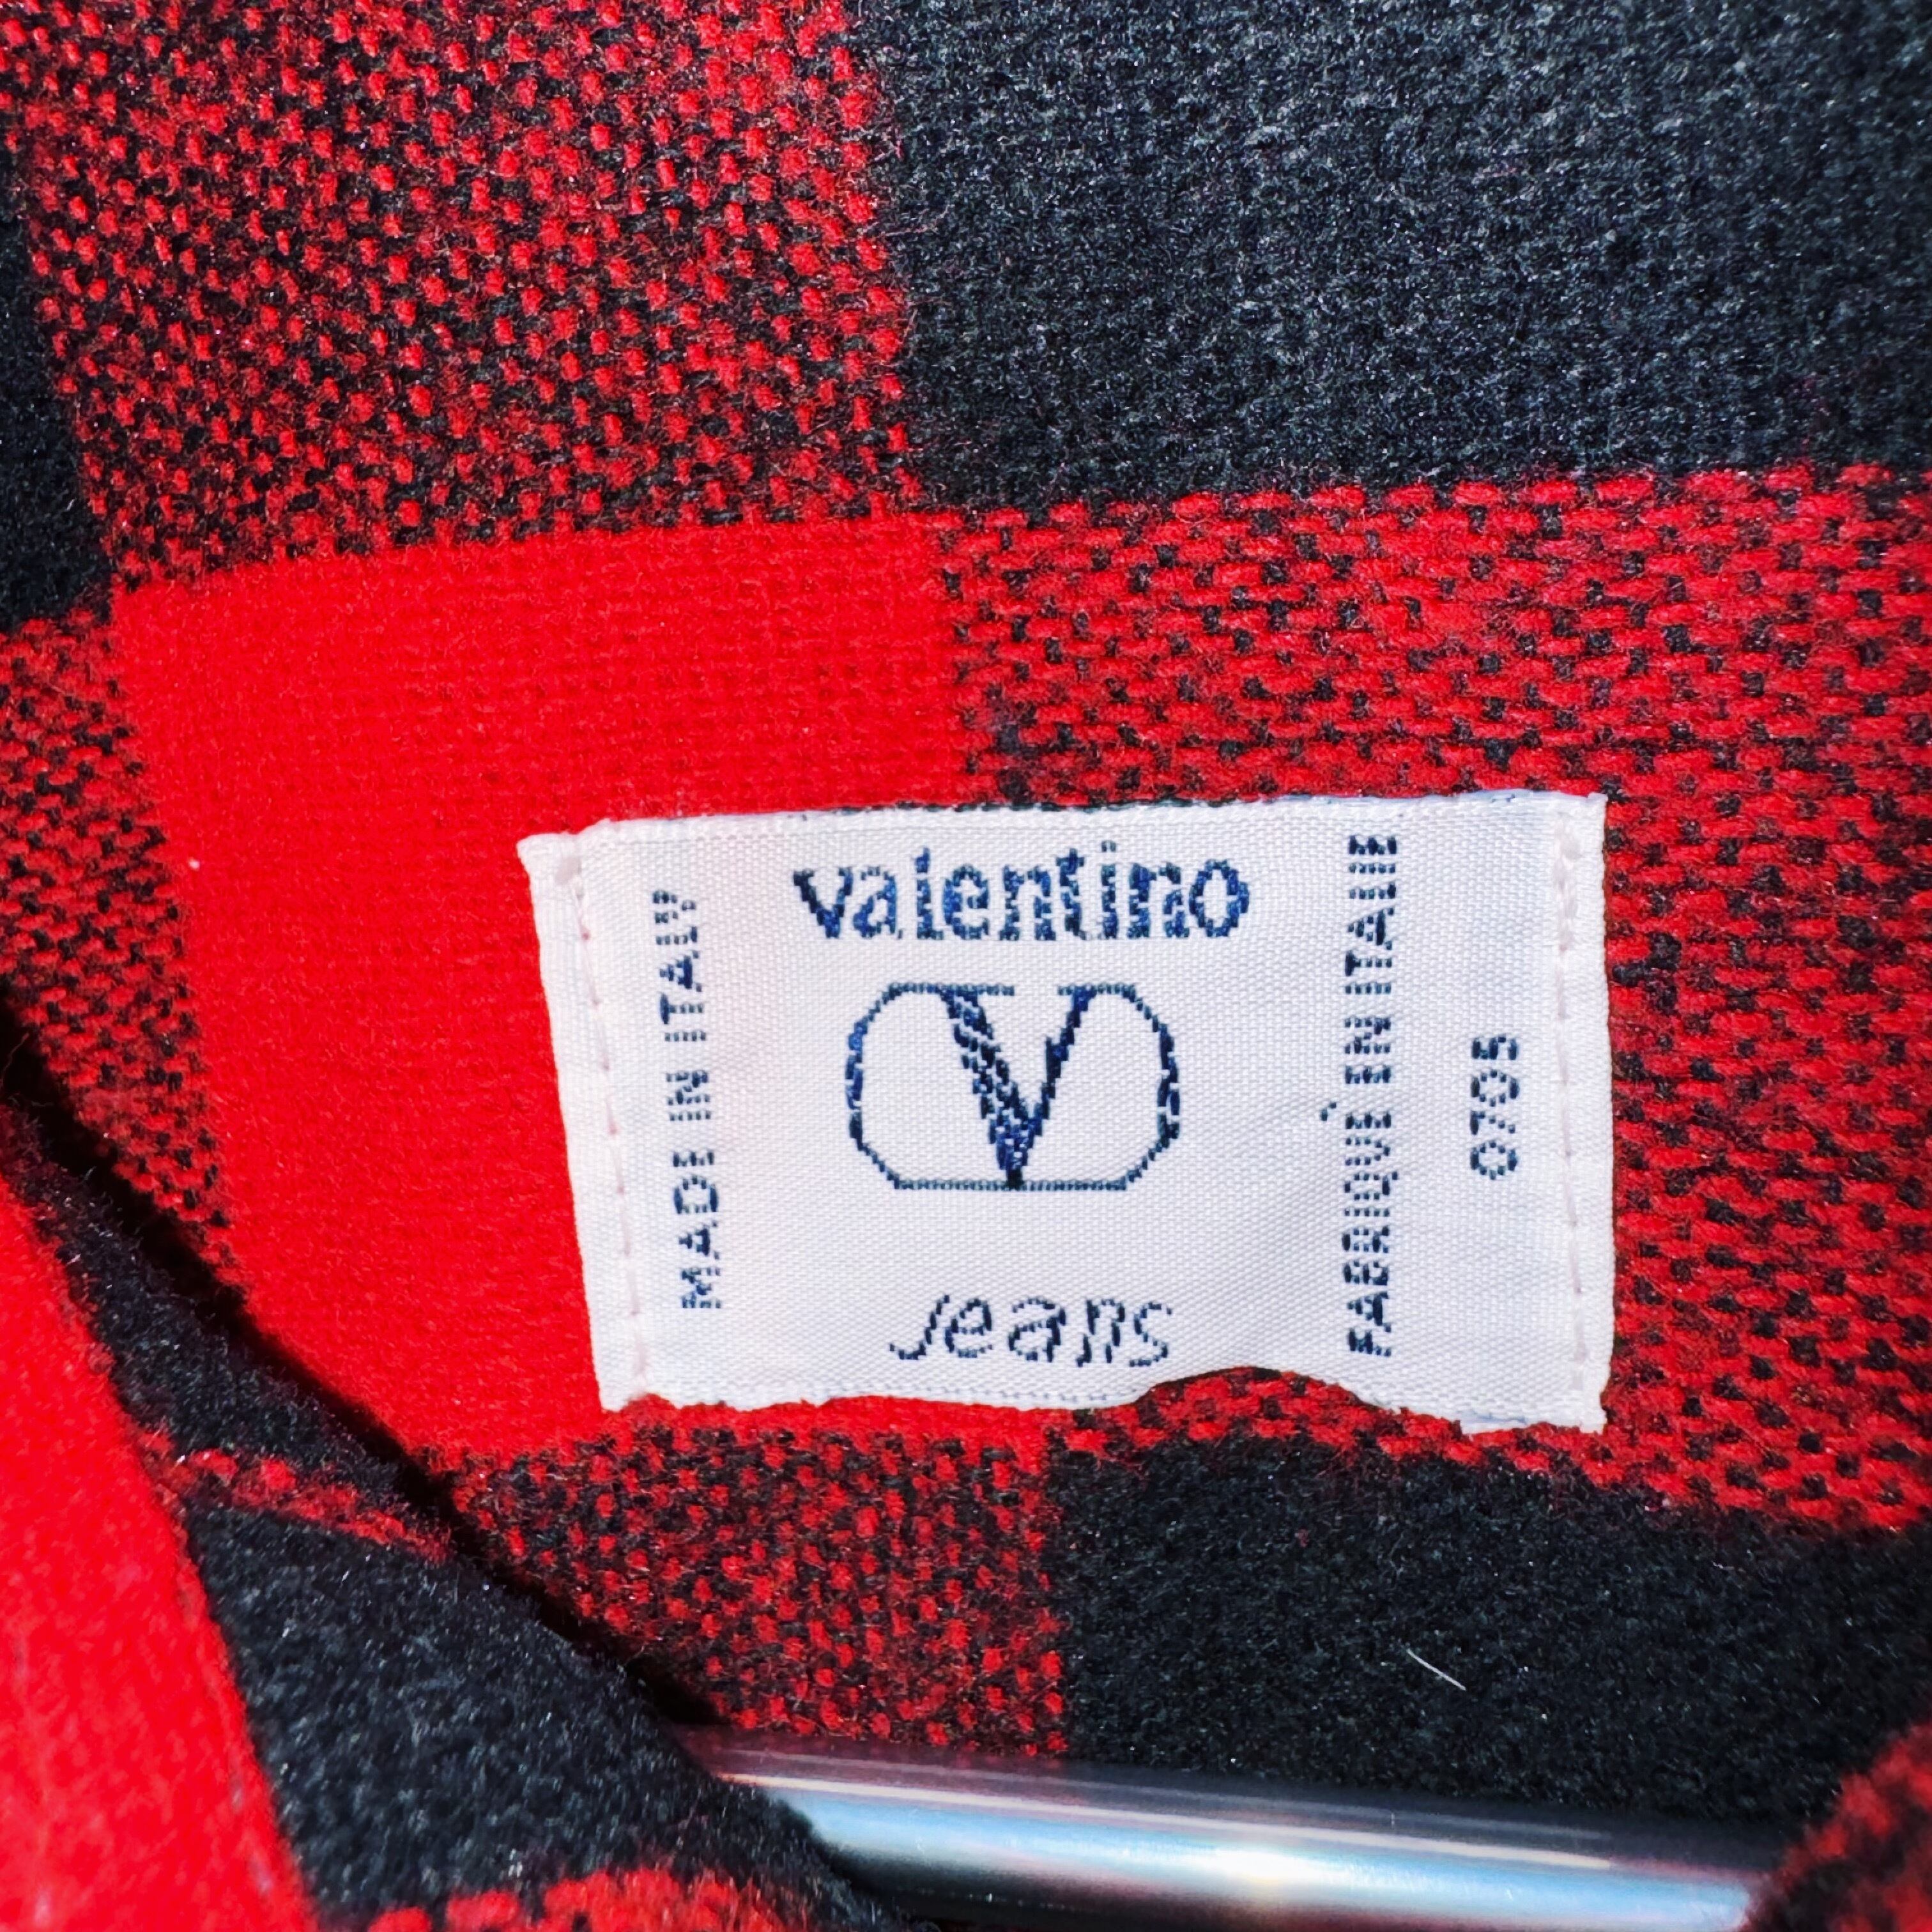 valentino
V
jeans
MADE IN ITALY
FABRIQUÉ EN ITALIE
0705